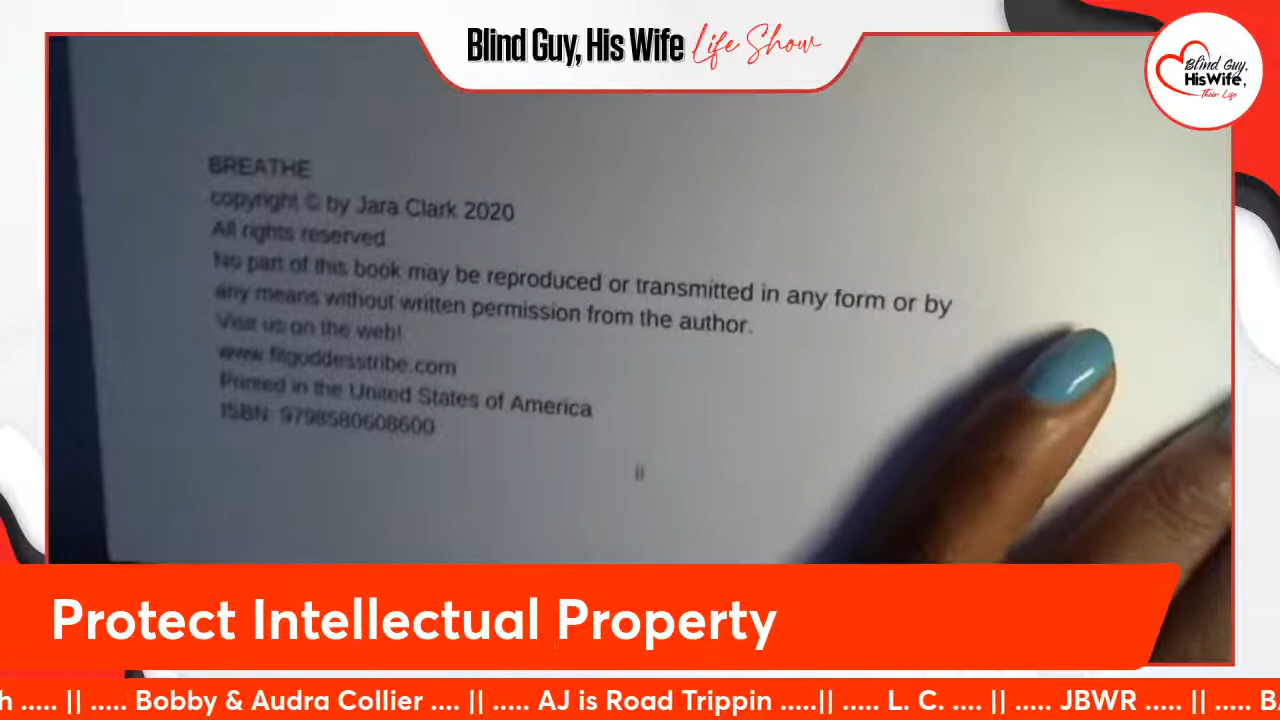 Blind Guy, His Wife Life Show
Blind Guy,
His Wife,
Their Life
BREATHE
copyright © by Jara Clark 2020
All rights reserved
No part of this book may be reproduced or transmitted in any form or by
any means without written permission from the author.
Visit us on the web!
www.fitgoddesstribe.com
Printed in the United States of America
ISBN: 9798580608600
ii
Protect Intellectual Property
h ..... || ..... Bobby & Audra Collier .... || ..... AJ is Road Trippin .....|| ..... L. C. .... || ..... JBWR ..... || ..... BA